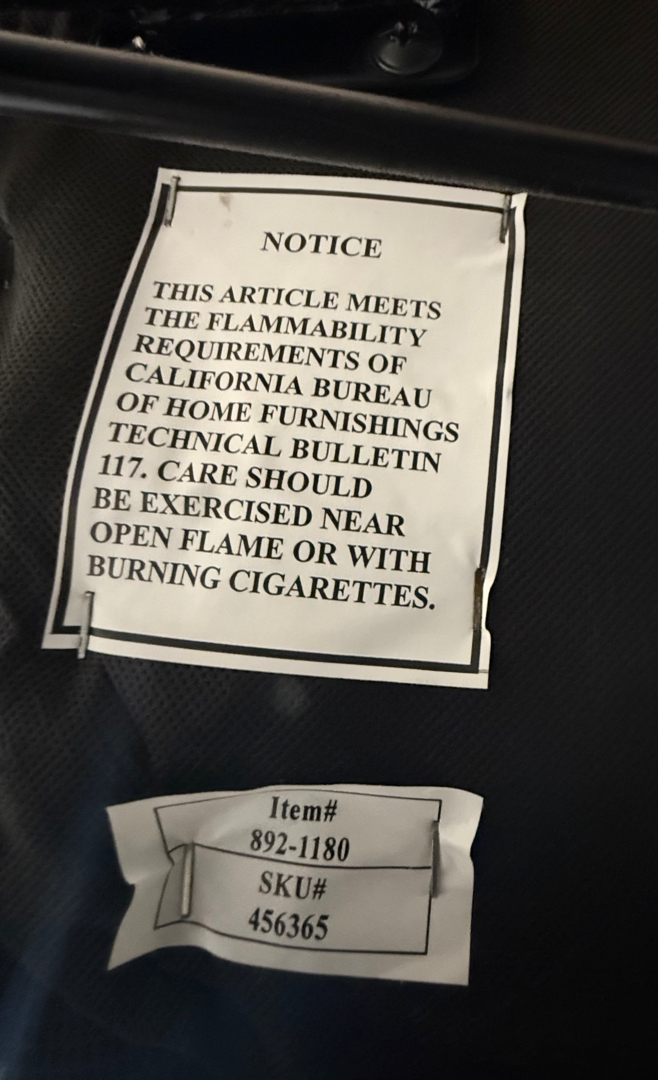 NOTICE
THIS ARTICLE MEETS
THE FLAMMABILITY
REQUIREMENTS OF
CALIFORNIA BUREAU
OF HOME FURNISHINGS
TECHNICAL BULLETIN
117. CARE SHOULD
BE EXERCISED NEAR
OPEN FLAME OR WITH
BURNING CIGARETTES.
Item#
892-1180
SKU#
456365